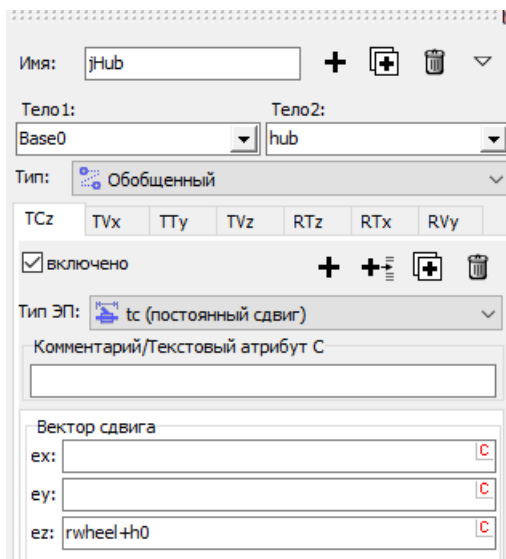 Имя: jHub
Тело1: Тело2:
Base0 hub
Тип: Обобщенный
TCz TVx TTy TVz RTz RTx RVy
включено
Тип ЭП: tc (постоянный сдвиг)
Комментарий/Текстовый атрибут C
Вектор сдвига
ex: C
ey: C
ez: rwheel+h0 C